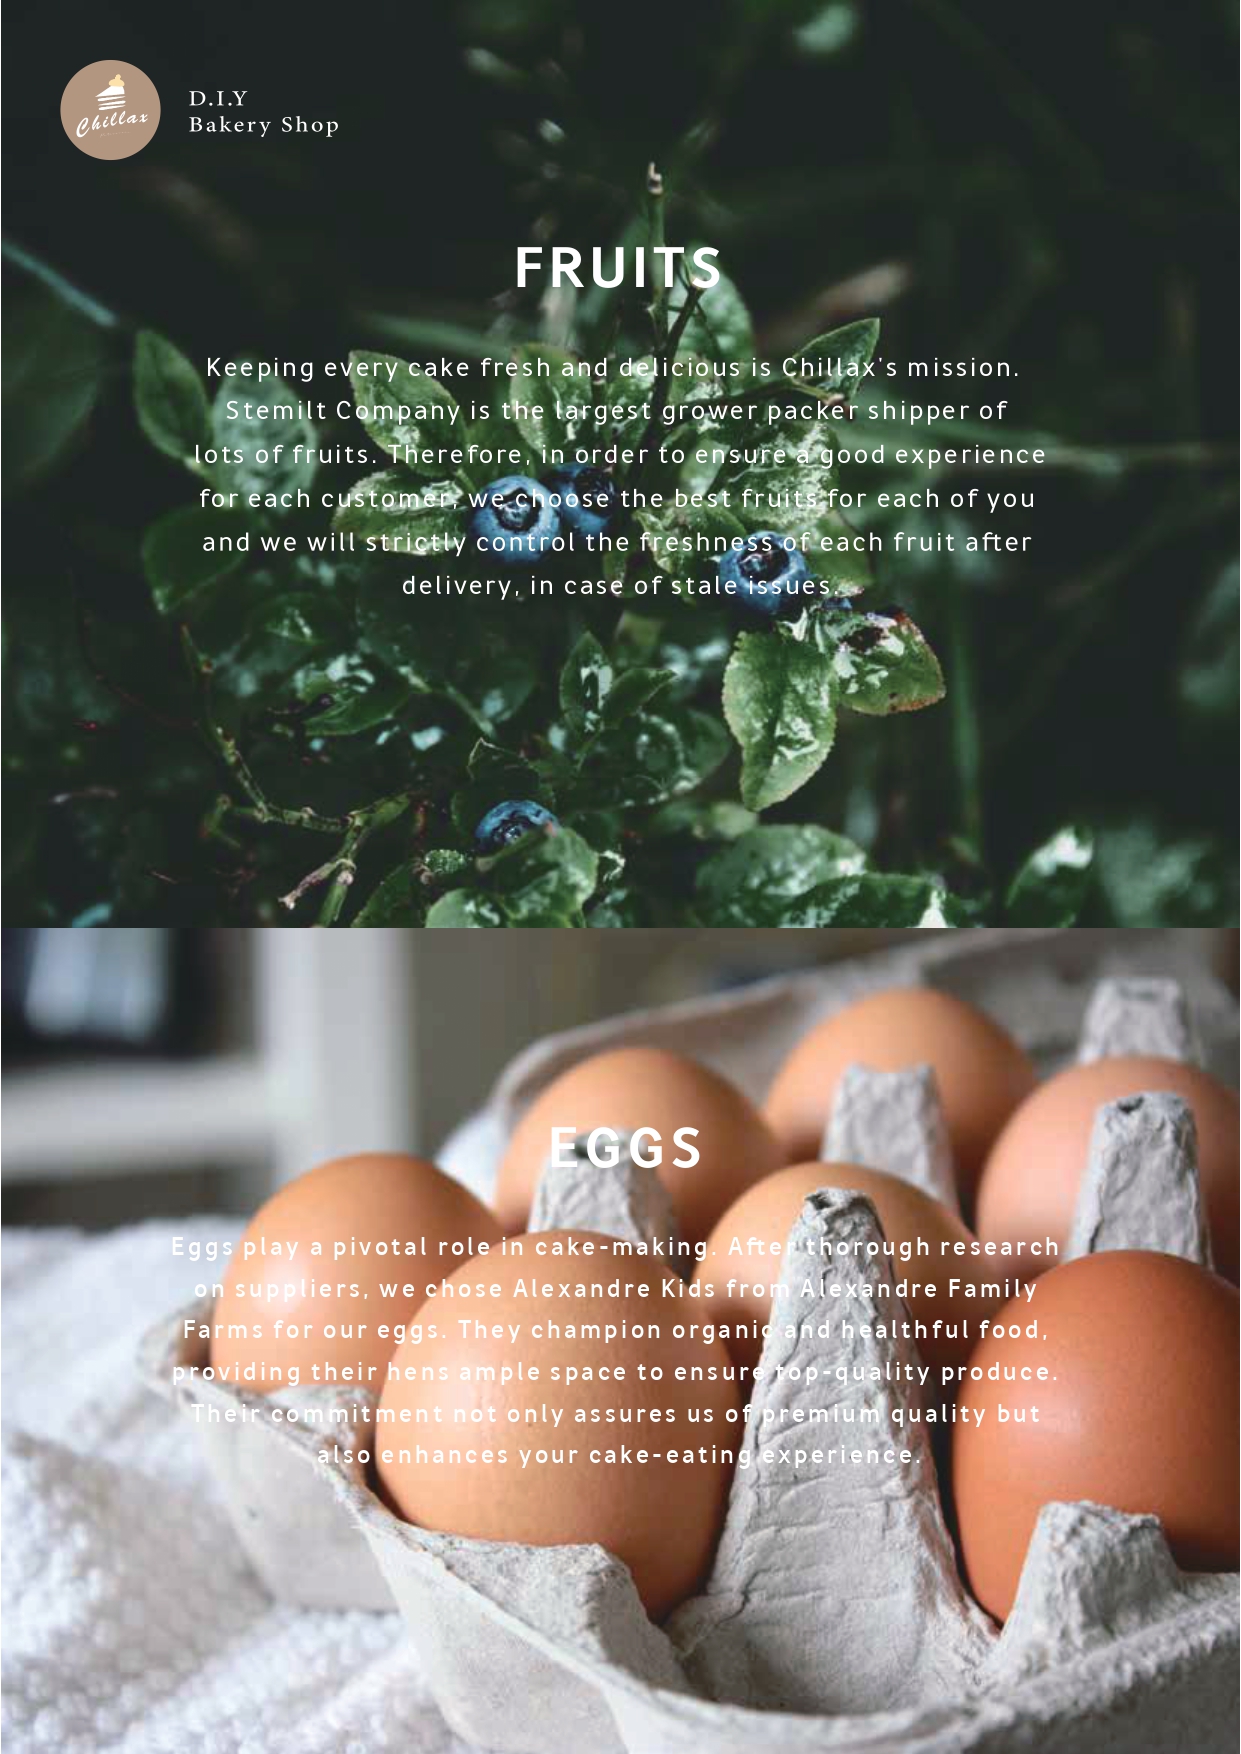 Chillax
D.I.Y
Bakery Shop
FRUITS
Keeping every cake fresh and delicious is Chillax's mission.
Stemilt Company is the largest grower packer shipper of
lots of fruits. Therefore, in order to ensure a good experience
for each customer, we choose the best fruits for each of you
and we will strictly control the freshness of each fruit after
delivery, in case of stale issues.
EGGS
Eggs play a pivotal role in cake-making. After thorough research
on suppliers, we chose Alexandre Kids from Alexandre Family
Farms for our eggs. They champion organic and healthful food,
providing their hens ample space to ensure top-quality produce.
Their commitment not only assures us of premium quality but
also enhances your cake-eating experience.